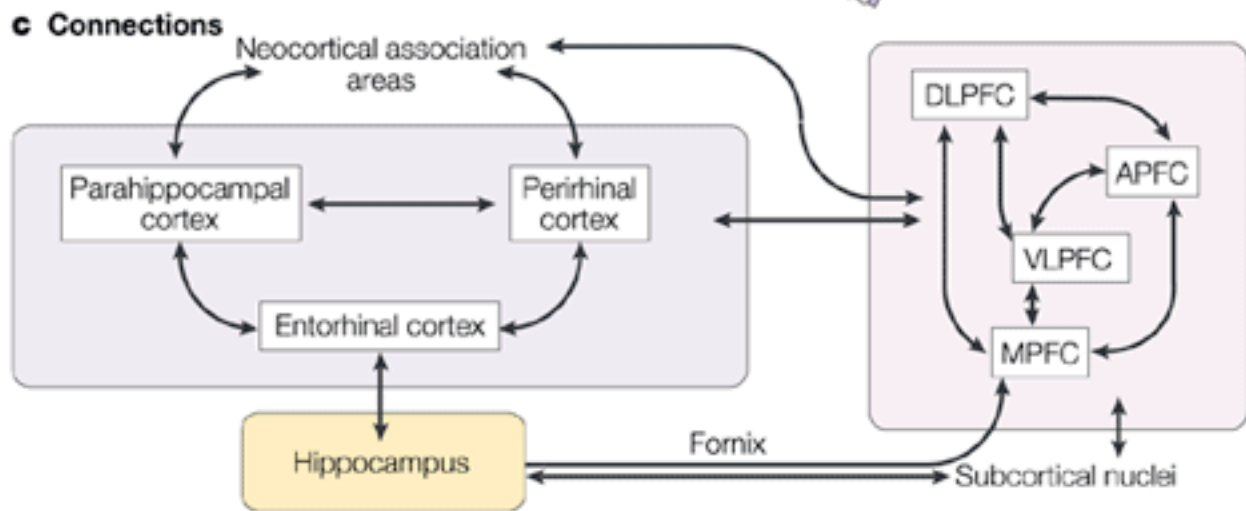 c Connections
Neocortical association
areas
DLPFC
APFC
Parahippocampal
cortex
Perirhinal
cortex
VLPFC
Entorhinal cortex
MPFC
Fornix
Hippocampus
Subcortical nuclei